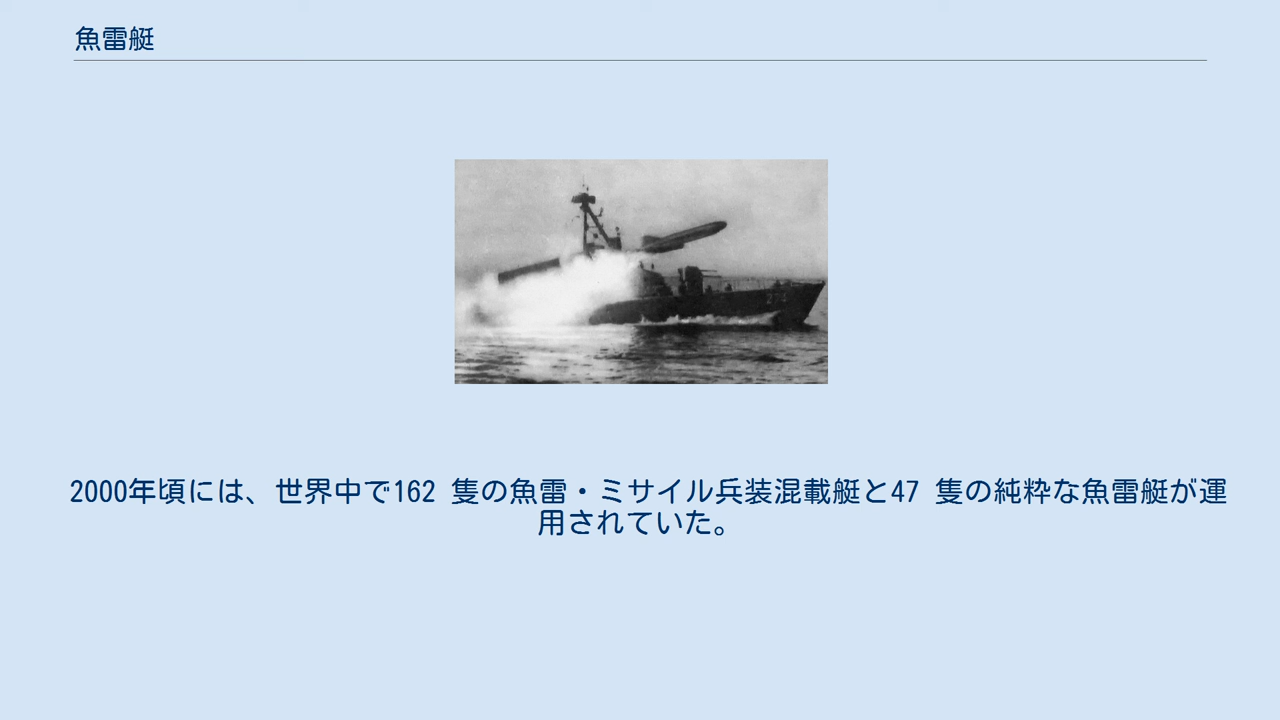 魚雷艇
2000年頃には、世界中で162 隻の魚雷・ミサイル兵装混載艇と47 隻の純粋な魚雷艇が運
用されていた。